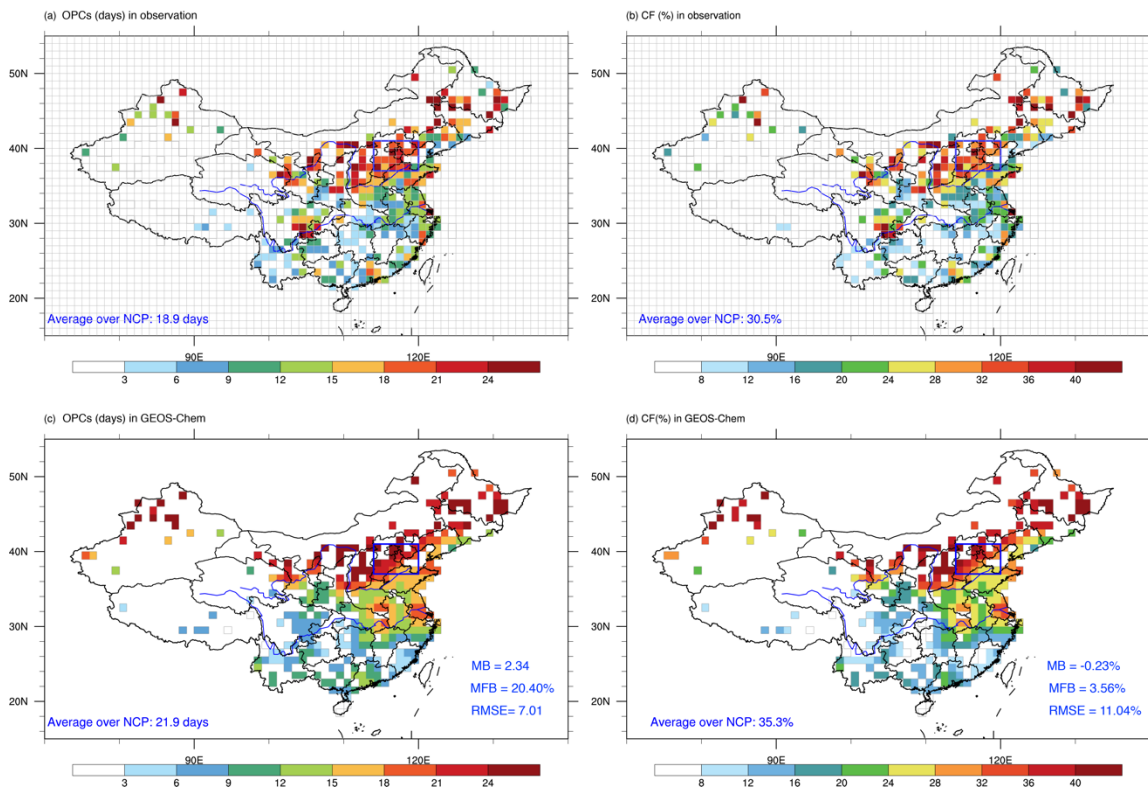 (a) OPCs (days) in observation
(b) CF (%) in observation
50N
40N
30N
20N
Average over NCP: 18.9 days
90E
120E
3 6 9 12 15 18 21 24
50N
40N
30N
20N
Average over NCP: 30.5%
90E
120E
8 12 16 20 24 28 32 36 40
(c) OPCs (days) in GEOS-Chem
(d) CF(%) in GEOS-Chem
50N
40N
30N
20N
MB = 2.34
MFB = 20.40%
RMSE= 7.01
Average over NCP: 21.9 days
90E
120E
3 6 9 12 15 18 21 24
50N
40N
30N
20N
MB = -0.23%
MFB = 3.56%
RMSE = 11.04%
Average over NCP: 35.3%
90E
120E
8 12 16 20 24 28 32 36 40